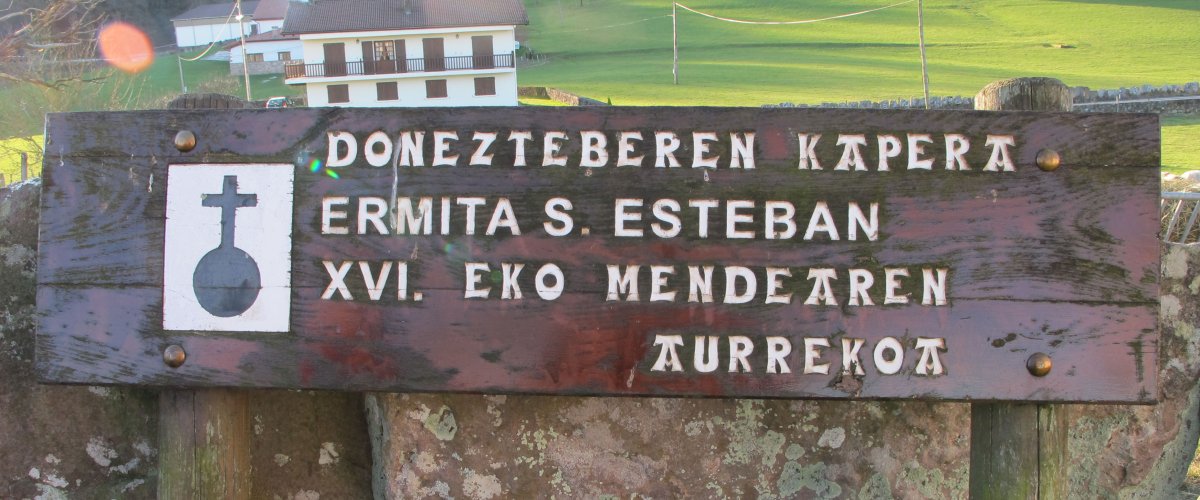 DONEZTEBEREN KAPERA
ERMITA S. ESTEBAN
XVI. EKO MENDEAREN
AURREKOA